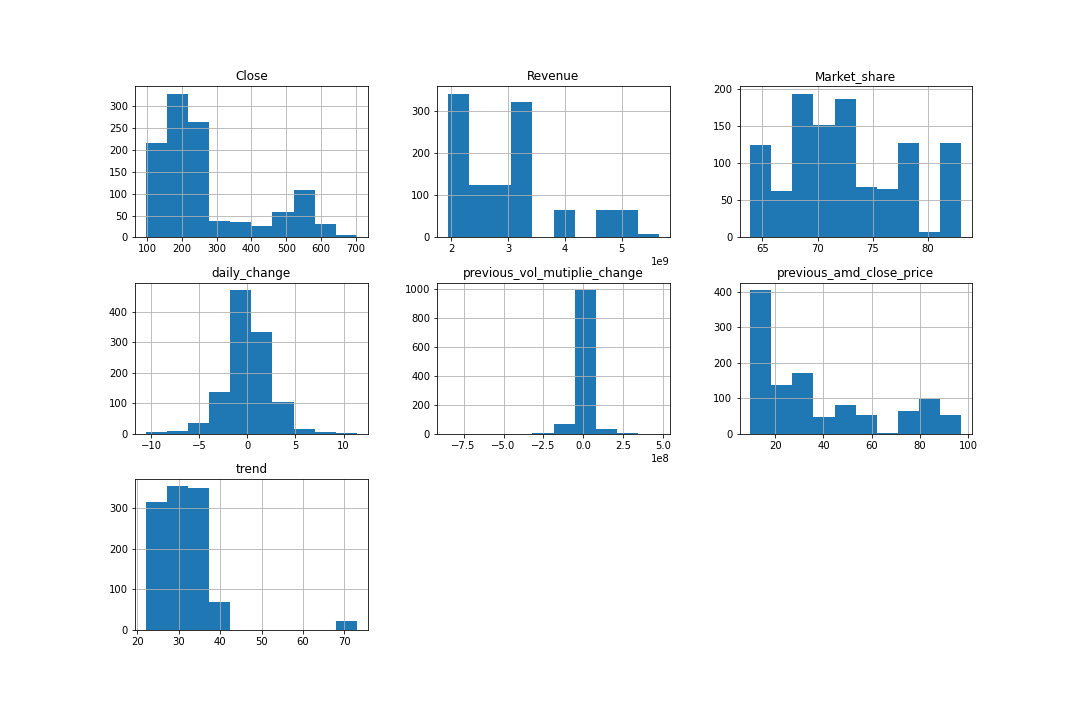 Close
300
250
200
150
100
50
0
100 200 300 400 500 600 700
Revenue
300
200
100
0
2 3 4 5
1e9
Market_share
200
150
100
50
0
65 70 75 80
daily_change
400
300
200
100
0
−10 −5 0 5 10
previous_vol_mutiplie_change
1000
800
600
400
200
0
−7.5 −5.0 −2.5 0.0 2.5 5.0
1e8
previous_amd_close_price
400
300
200
100
0
20 40 60 80 100
trend
300
200
100
0
20 30 40 50 60 70